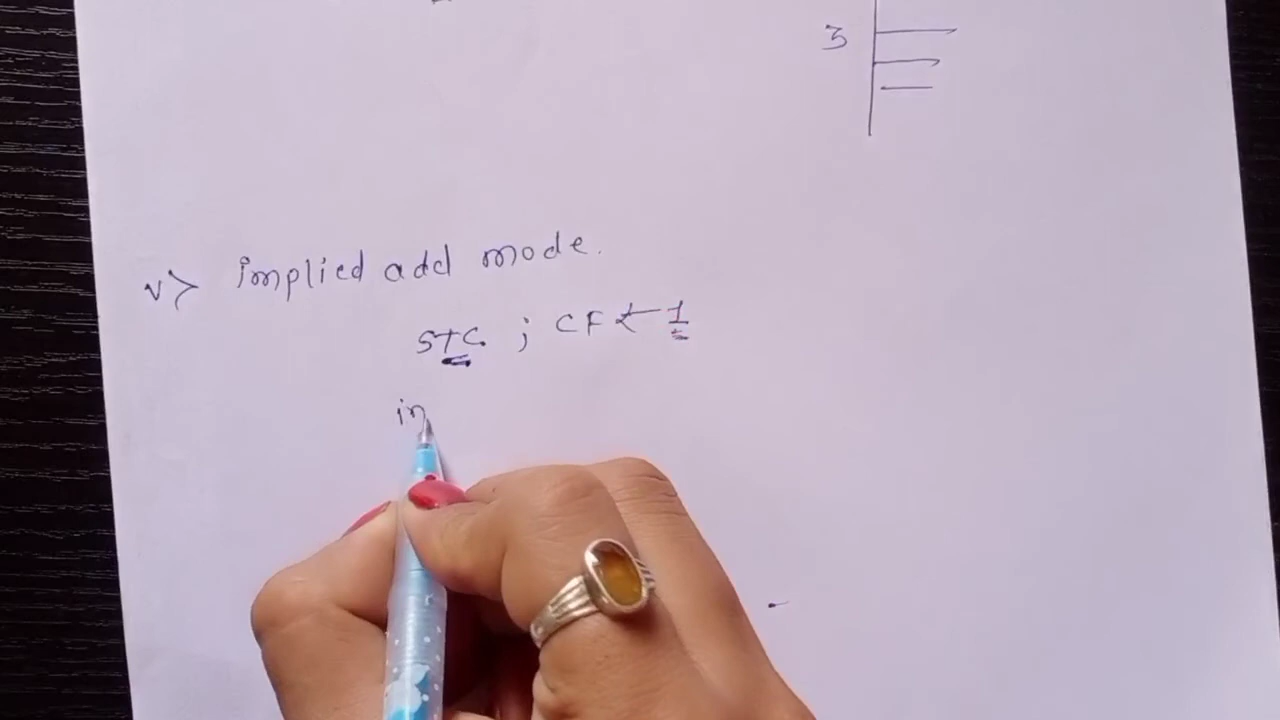 3
v> implied add mode.
STC ; CF ← 1
in